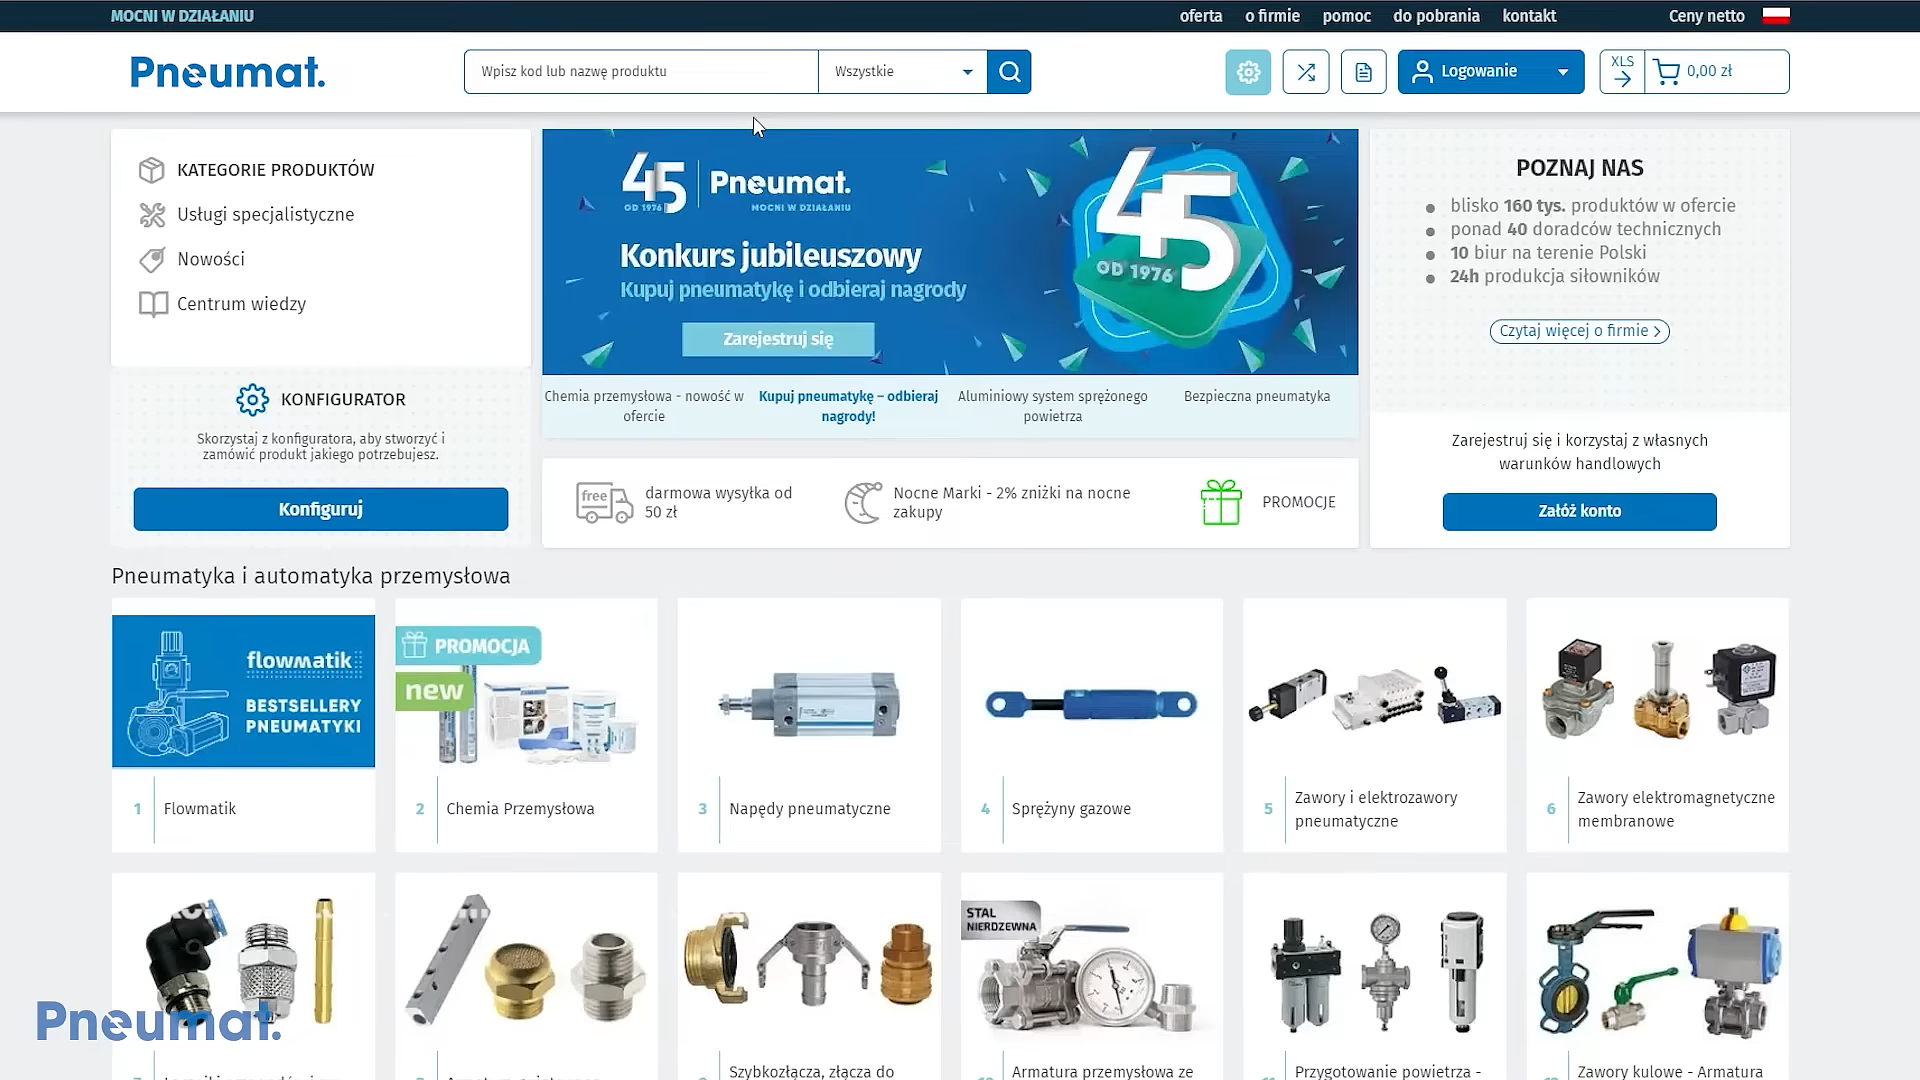 MOCNI W DZIAŁANIU
oferta o firmie pomoc do pobrania kontakt
Ceny netto
Pneumat.
Wpisz kod lub nazwę produktu
Wszystkie
Logowanie
XLS
0,00 zł
KATEGORIE PRODUKTÓW
Usługi specjalistyczne
Nowości
Centrum wiedzy
KONFIGURATOR
Skorzystaj z konfiguratora, aby stworzyć i
zamówić produkt jakiego potrzebujesz.
Konfiguruj
45
OD 1976
Pneumat.
MOCNI W DZIAŁANIU
Konkurs jubileuszowy
Kupuj pneumatykę i odbieraj nagrody
Zarejestruj się
45
OD 1976
Chemia przemysłowa - nowość w
ofercie
Kupuj pneumatykę – odbieraj
nagrody!
Aluminiowy system sprężonego
powietrza
Bezpieczna pneumatyka
free
darmowa wysyłka od
50 zł
Nocne Marki - 2% zniżki na nocne
zakupy
PROMOCJE
POZNAJ NAS
blisko 160 tys. produktów w ofercie
ponad 40 doradców technicznych
10 biur na terenie Polski
24h produkcja siłowników
Czytaj więcej o firmie
Zarejestruj się i korzystaj z własnych
warunków handlowych
Załóż konto
Pneumatyka i automatyka przemysłowa
flowmatik
BESTSELLERY
PNEUMATYKI
1 Flowmatik
PROMOCJA
new
2 Chemia Przemysłowa
3 Napędy pneumatyczne
4 Sprężyny gazowe
5 Zawory i elektrozawory
pneumatyczne
6 Zawory elektromagnetyczne
membranowe
STAL
NIERDZEWNA
Pneumat.
Szybkozłącza, złącza do
Armatura przemysłowa ze
Przygotowanie powietrza -
Zawory kulowe - Armatura